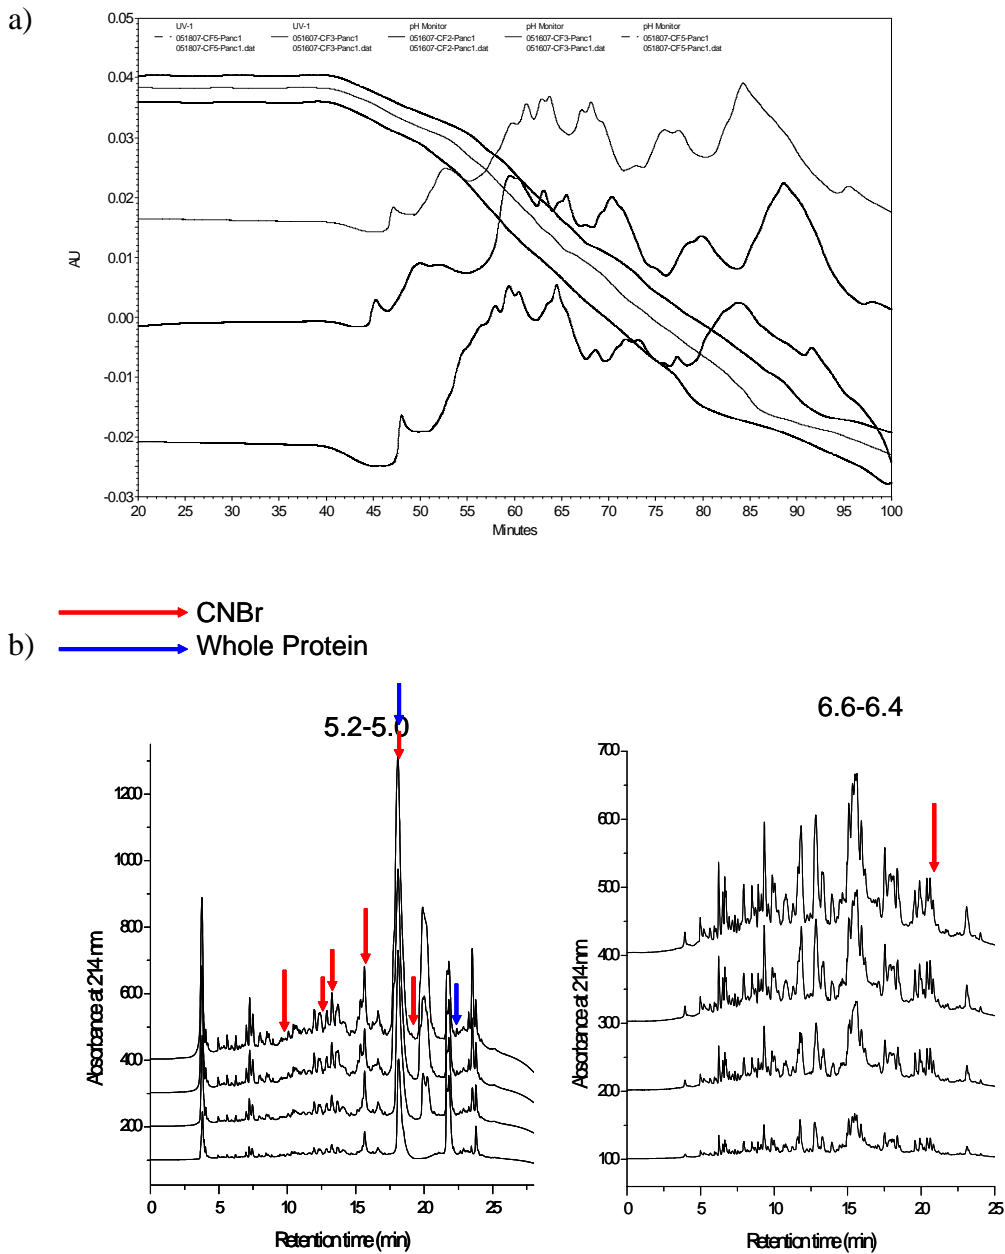 a)
UV-1 UV-1 pH Monitor pH Monitor pH Monitor
051807-CF5-Panc1 051607-CF3-Panc1 051607-CF2-Panc1 051607-CF3-Panc1 051807-CF5-Panc1
051807-CF5-Panc1.dat 051607-CF3-Panc1.dat 051607-CF2-Panc1.dat 051607-CF3-Panc1.dat 051807-CF5-Panc1.dat
0.05
0.04
0.03
0.02
0.01
0.00
-0.01
-0.02
-0.03
AU
20 25 30 35 40 45 50 55 60 65 70 75 80 85 90 95 100
Minutes
CNBr
b) Whole Protein
5.2-5.0
1200
1000
800
600
400
200
Absorbance at 214 nm
0 5 10 15 20 25
Retention time (min)
6.6-6.4
700
600
500
400
300
200
100
Absorbance at 214 nm
0 5 10 15 20 25
Retention time (min)